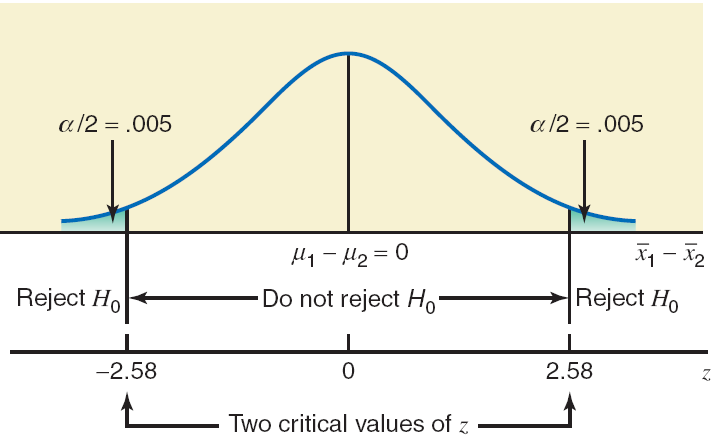 α/2 = .005 α/2 = .005
μ₁ − μ₂ = 0 x̄₁ − x̄₂
Reject H₀ Do not reject H₀ Reject H₀
−2.58 0 2.58 z
Two critical values of z